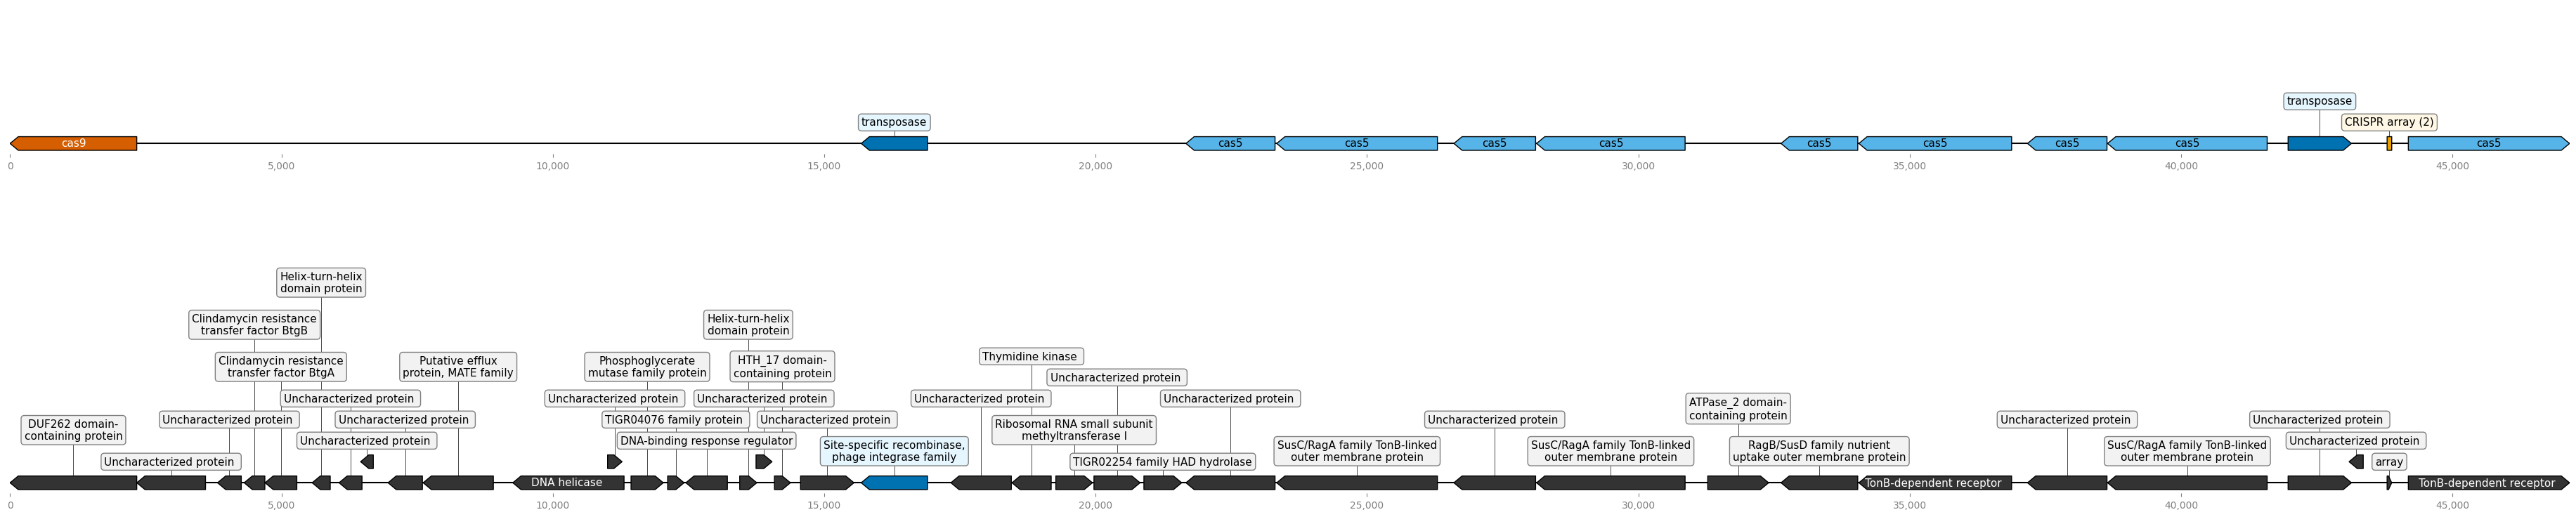 transposase
transposase
CRISPR array (2)
cas9
cas5
cas5
cas5
cas5
cas5
cas5
cas5
cas5
cas5
0
5,000
10,000
15,000
20,000
25,000
30,000
35,000
40,000
45,000
Helix-turn-helix
domain protein
Clindamycin resistance
transfer factor BtgB
Helix-turn-helix
domain protein
Clindamycin resistance
transfer factor BtgA
Putative efflux
protein, MATE family
Phosphoglycerate
mutase family protein
HTH_17 domain-
containing protein
Thymidine kinase
Uncharacterized protein
Uncharacterized protein
Uncharacterized protein
Uncharacterized protein
Uncharacterized protein
Uncharacterized protein
ATPase_2 domain-
containing protein
DUF262 domain-
containing protein
Uncharacterized protein
Uncharacterized protein
TIGR04076 family protein
Uncharacterized protein
Ribosomal RNA small subunit
methyltransferase I
Uncharacterized protein
Uncharacterized protein
Uncharacterized protein
Uncharacterized protein
DNA-binding response regulator
Uncharacterized protein
Site-specific recombinase,
phage integrase family
SusC/RagA family TonB-linked
outer membrane protein
SusC/RagA family TonB-linked
outer membrane protein
RagB/SusD family nutrient
uptake outer membrane protein
SusC/RagA family TonB-linked
outer membrane protein
Uncharacterized protein
TIGR02254 family HAD hydrolase
array
DNA helicase
TonB-dependent receptor
TonB-dependent receptor
0
5,000
10,000
15,000
20,000
25,000
30,000
35,000
40,000
45,000